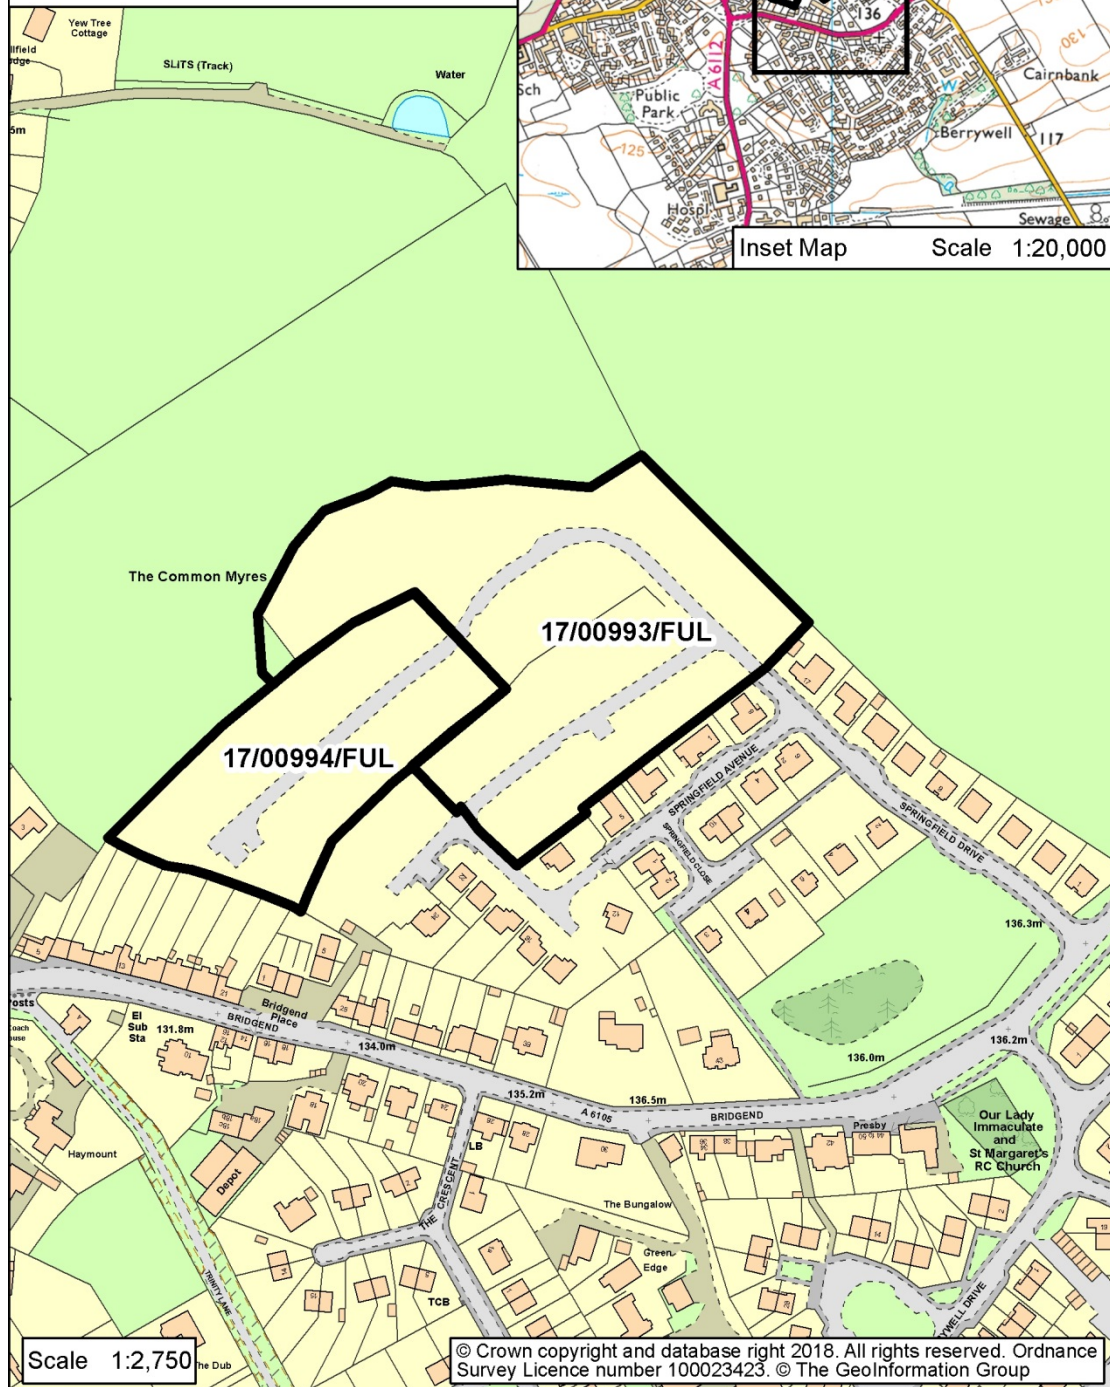 Yew Tree
Cottage
SLiTS (Track)
Water
136
A 6112
Public
Park
Cairnbank
130
W
Berrywell
117
125
Hospl
Sewage
Sch
Inset Map Scale 1:20,000
The Common Myres
17/00993/FUL
17/00994/FUL
SPRINGFIELD AVENUE
SPRINGFIELD CLOSE
SPRINGFIELD DRIVE
136.3m
136.2m
136.0m
El
Sub
Sta
131.8m
Bridgend
Place
BRIDGEND
134.0m
135.2m
A 6105
136.5m
BRIDGEND
Presby
Our Lady
Immaculate
and
St Margaret's
RC Church
Haymount
Depot
LB
THE CRESCENT
The Bungalow
Green
Edge
TCB
TRINITY LANE
The Dub
Scale 1:2,750
© Crown copyright and database right 2018. All rights reserved. Ordnance
Survey Licence number 100023423. © The GeoInformation Group